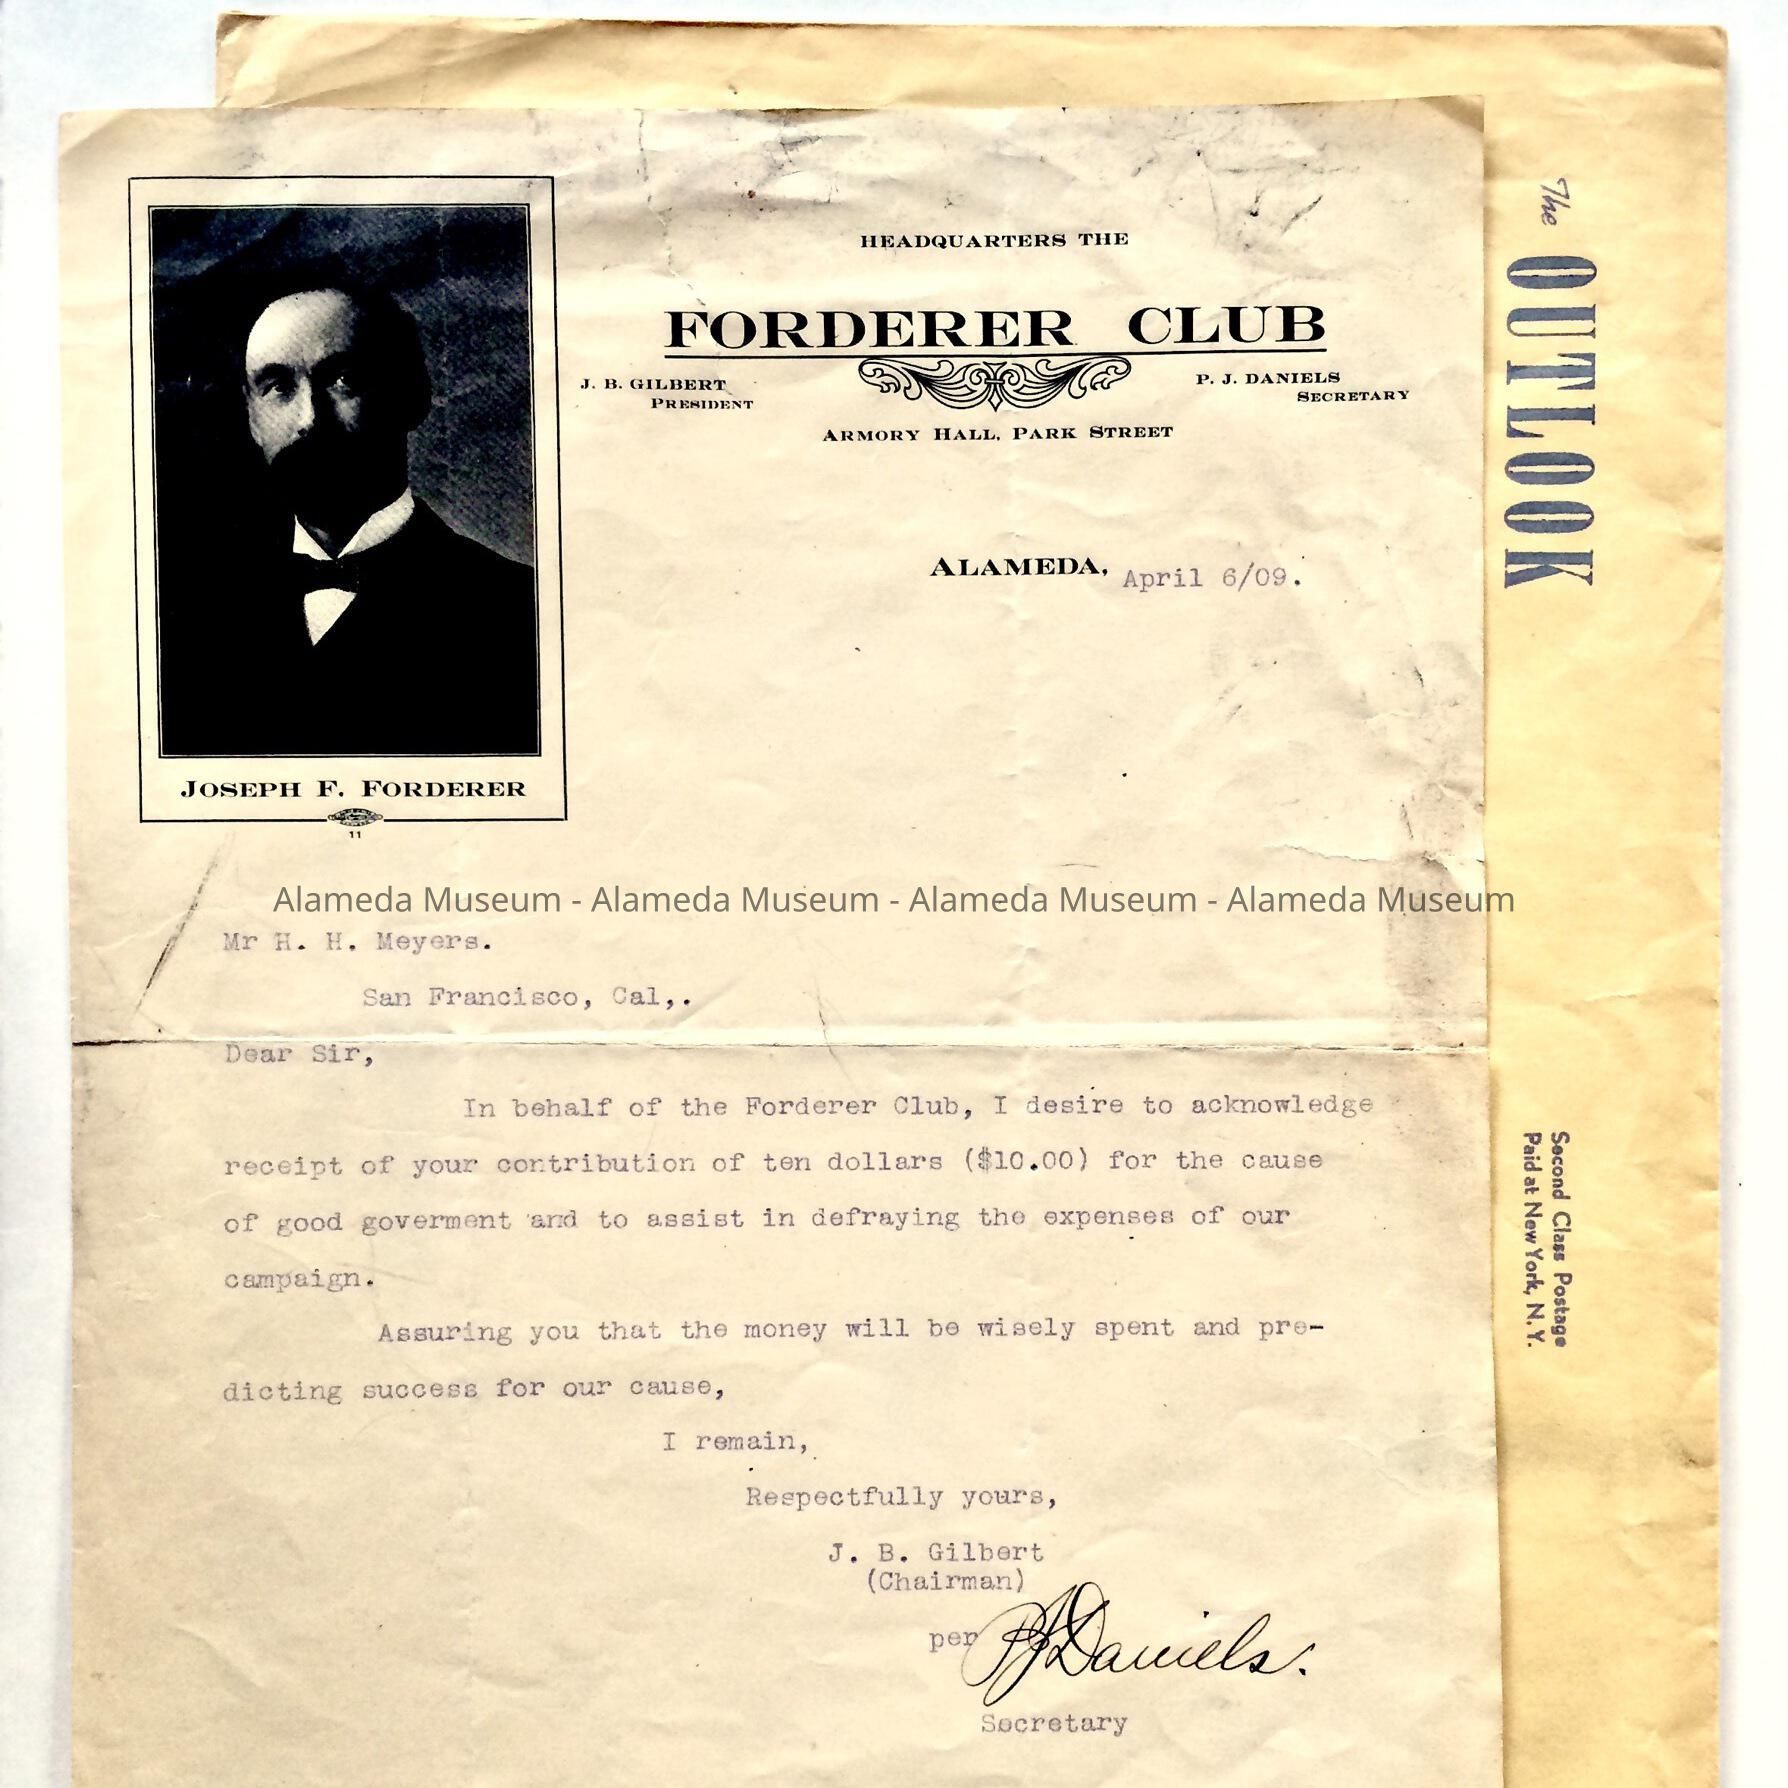 HEADQUARTERS THE
FORDERER CLUB
J. B. GILBERT
PRESIDENT
P. J. DANIELS
SECRETARY
ARMORY HALL, PARK STREET
ALAMEDA, April 6/09.
JOSEPH F. FORDERER
11
Alameda Museum - Alameda Museum - Alameda Museum - Alameda Museum
Mr H. H. Meyers.
San Francisco, Cal,.
Dear Sir,
In behalf of the Forderer Club, I desire to acknowledge
receipt of your contribution of ten dollars ($10.00) for the cause
of good goverment and to assist in defraying the expenses of our
campaign.
Assuring you that the money will be wisely spent and pre-
dicting success for our cause,
I remain,
Respectfully yours,
J. B. Gilbert
(Chairman)
per PJDaniels.
Secretary
The OUTLOOK
Second Class Postage
Paid at New York, N.Y.